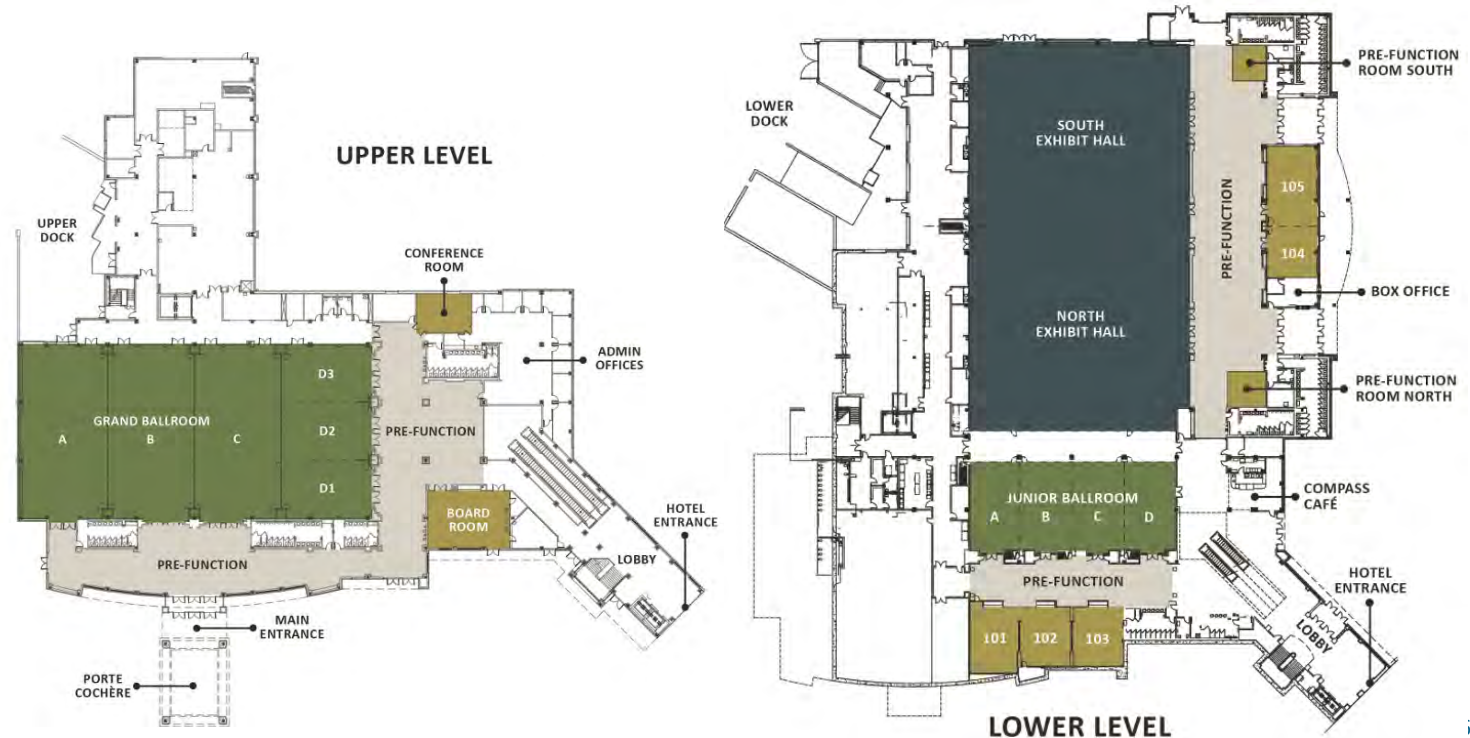 UPPER LEVEL
UPPER
DOCK
CONFERENCE
ROOM
ADMIN
OFFICES
D3
GRAND BALLROOM
A
B
C
D2
D1
PRE-FUNCTION
BOARD
ROOM
HOTEL
ENTRANCE
LOBBY
PRE-FUNCTION
MAIN
ENTRANCE
PORTE
COCHÈRE
PRE-FUNCTION
ROOM SOUTH
LOWER
DOCK
SOUTH
EXHIBIT HALL
105
PRE-FUNCTION
104
BOX OFFICE
NORTH
EXHIBIT HALL
PRE-FUNCTION
ROOM NORTH
JUNIOR BALLROOM
A
B
C
D
COMPASS
CAFÉ
PRE-FUNCTION
HOTEL
ENTRANCE
LOBBY
101
102
103
LOWER LEVEL